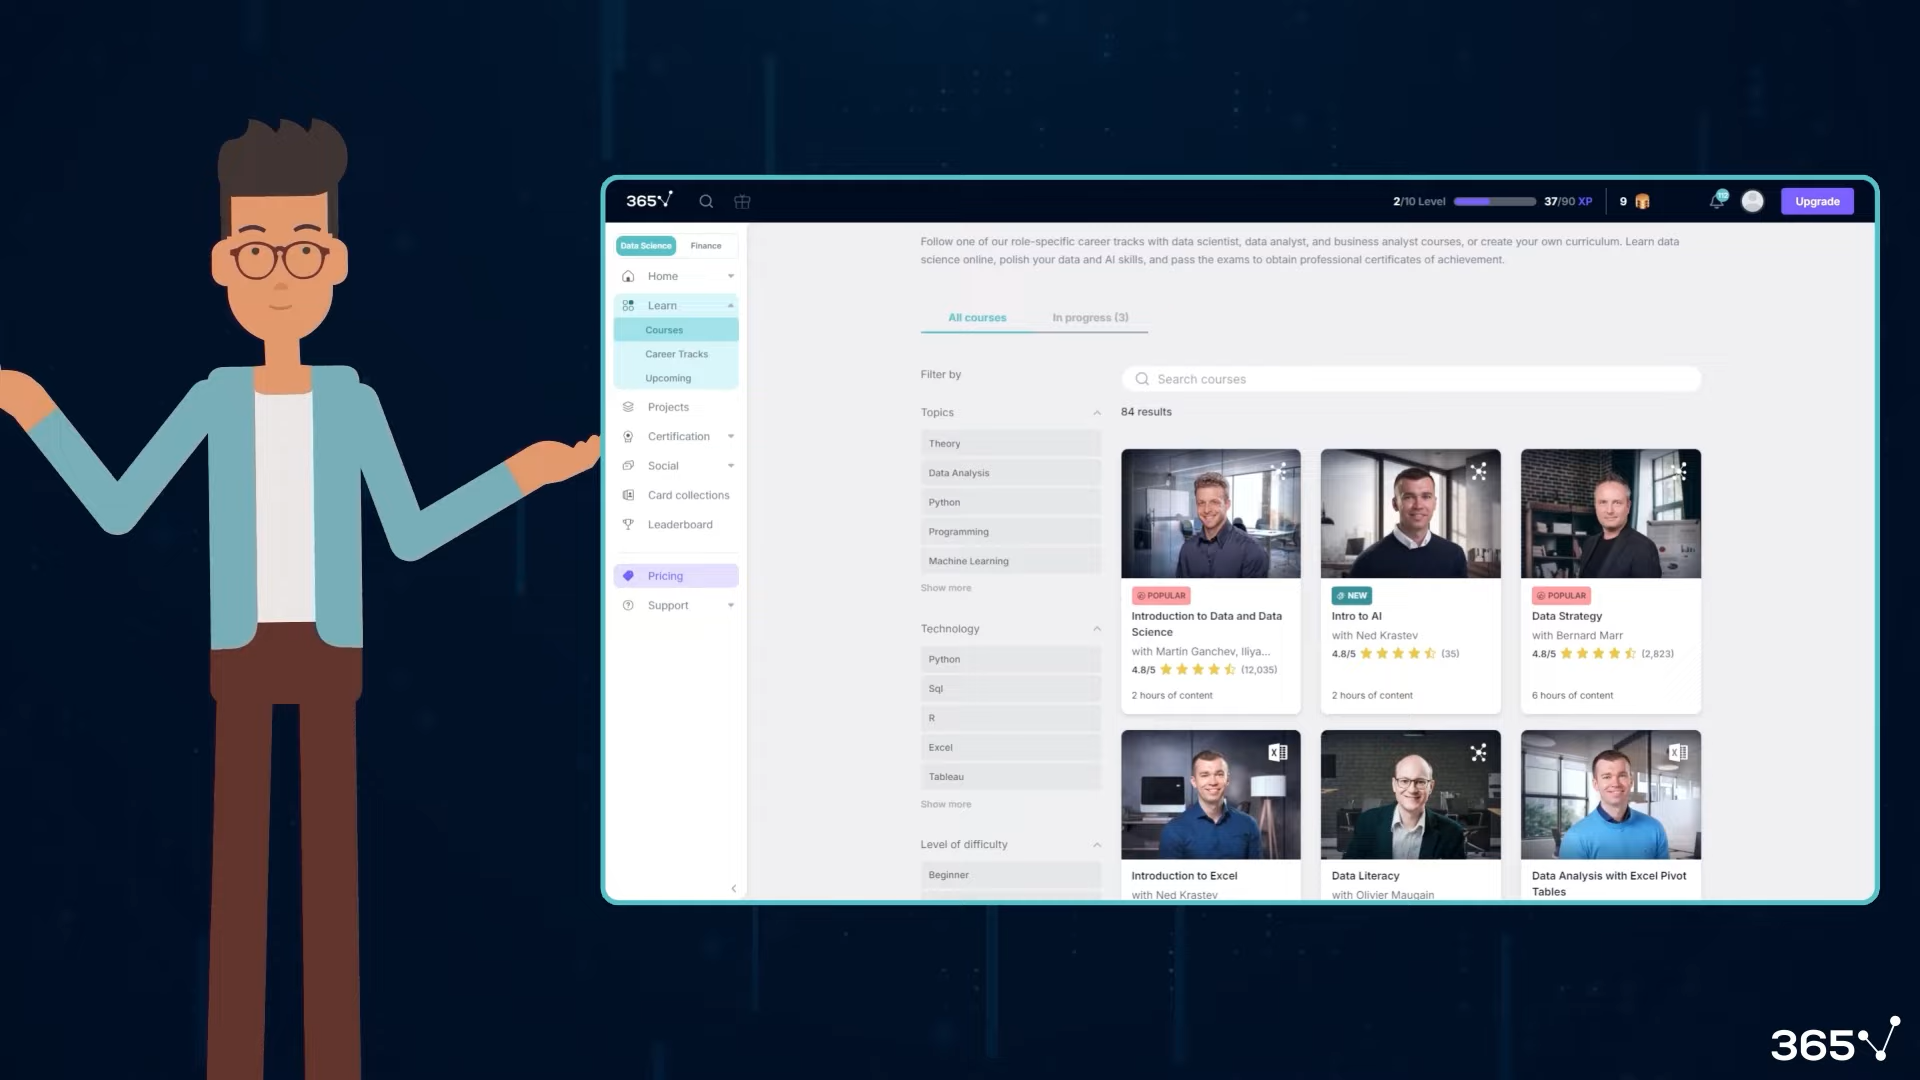 365
2/10 Level
37/90 XP
9
Upgrade
Data Science
Finance
Home
Learn
Courses
Career Tracks
Upcoming
Projects
Certification
Social
Card collections
Leaderboard
Pricing
Support
Follow one of our role-specific career tracks with data scientist, data analyst, and business analyst courses, or create your own curriculum. Learn data
science online, polish your data and AI skills, and pass the exams to obtain professional certificates of achievement.
All courses
In progress (3)
Filter by
Search courses
Topics
84 results
Theory
Data Analysis
Python
Programming
Machine Learning
Show more
Technology
Python
Sql
R
Excel
Tableau
Show more
Level of difficulty
Beginner
POPULAR
Introduction to Data and Data
Science
with Martin Ganchev, Iliya...
4.8/5
(12,035)
2 hours of content
NEW
Intro to AI
with Ned Krastev
4.8/5
(35)
2 hours of content
POPULAR
Data Strategy
with Bernard Marr
4.8/5
(2,823)
6 hours of content
Introduction to Excel
with Ned Krastev
Data Literacy
with Olivier Maugain
Data Analysis with Excel Pivot
Tables
365